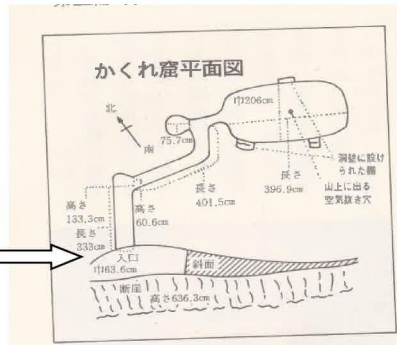 かくれ窟平面図
北
南
巾206cm
75.7cm
長さ
396.9cm
洞壁に設け
られた棚
山上に出る
空気抜き穴
長さ
401.5cm
高さ
133.3cm
高さ
60.6cm
長さ
333cm
入口
巾63.6cm
斜面
断崖
高さ636.3cm